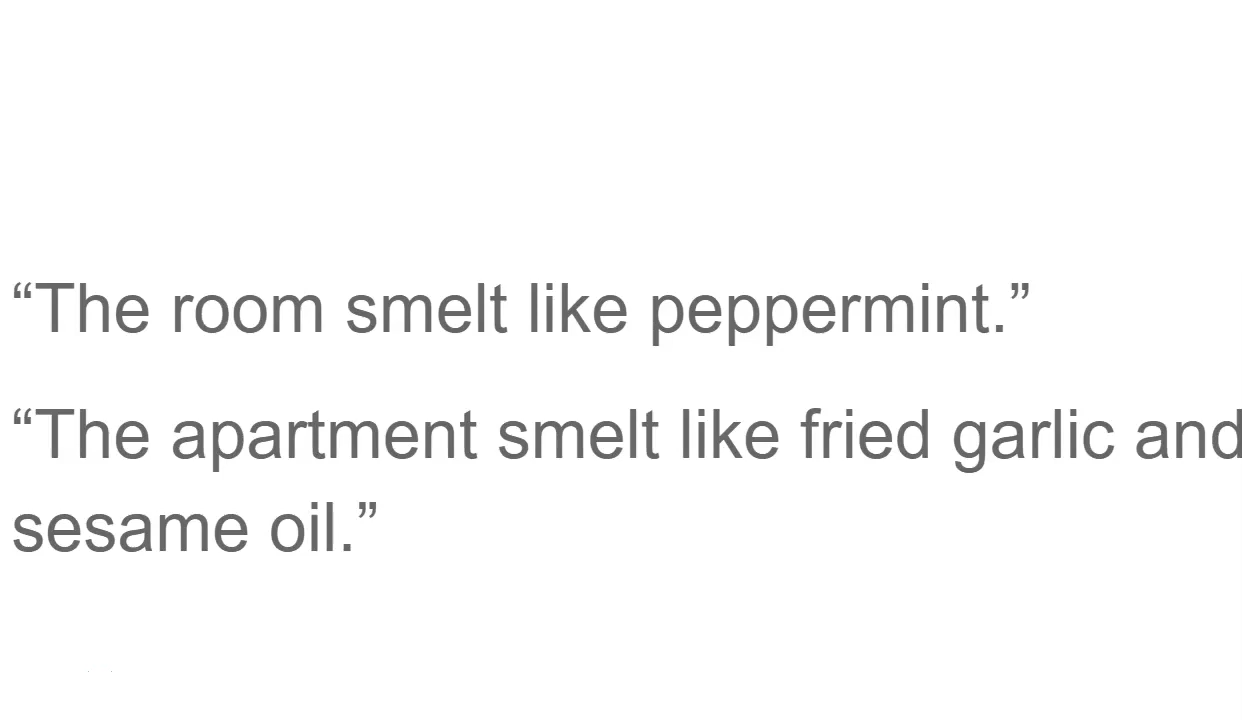 “The room smelt like peppermint.”
“The apartment smelt like fried garlic and
sesame oil.”